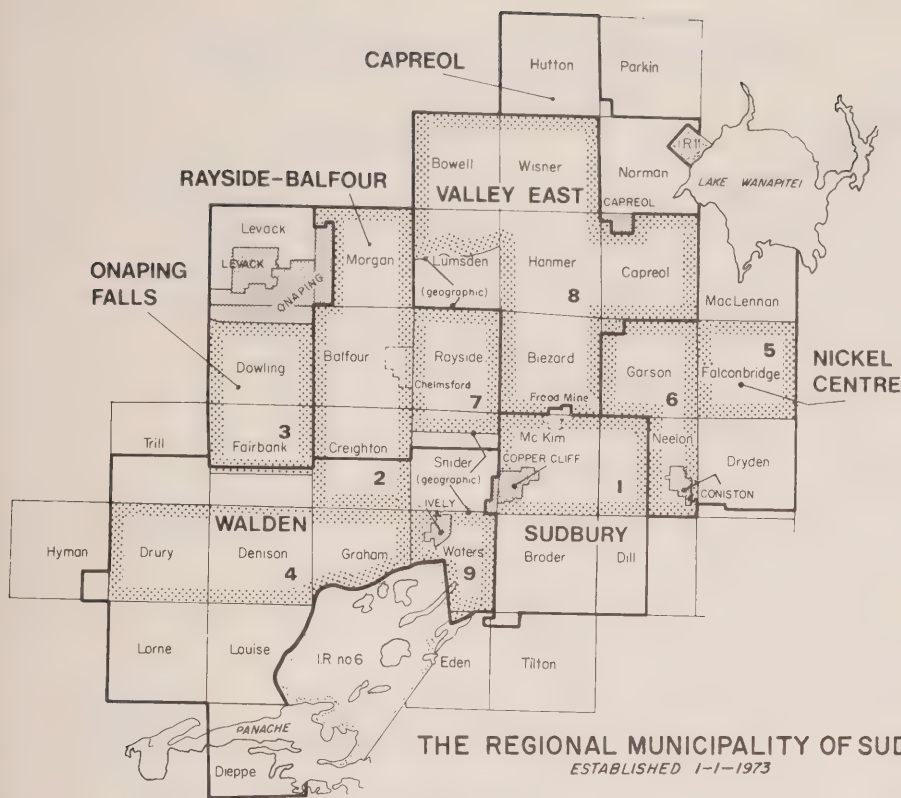 CAPREOL
Hutton
Parkin
I R 11
LAKE WANAPITEI
Bowell
Wisner
Norman
RAYSIDE-BALFOUR
VALLEY EAST
CAPREOL
Levack
LEVACK
ONAPING
Morgan
Lumsden
(geographic)
Hanmer
Capreol
ONAPING
FALLS
8
MacLennan
Dowling
Balfour
Rayside
Chelmsford
7
Blezard
Frood Mine
Garson
6
5
Falconbridge
NICKEL
CENTRE
Trill
Fairbank
3
Creighton
Mc Kim
COPPER CLIFF
Neelon
Dryden
Snider
(geographic)
2
1
CONISTON
IVELY
WALDEN
SUDBURY
Hyman
Drury
Denison
4
Graham
Waters
9
Broder
Dill
Lorne
Louise
I.R no 6
Eden
Tilton
PANACHE
Dieppe
THE REGIONAL MUNICIPALITY OF SUD
ESTABLISHED 1-1-1973